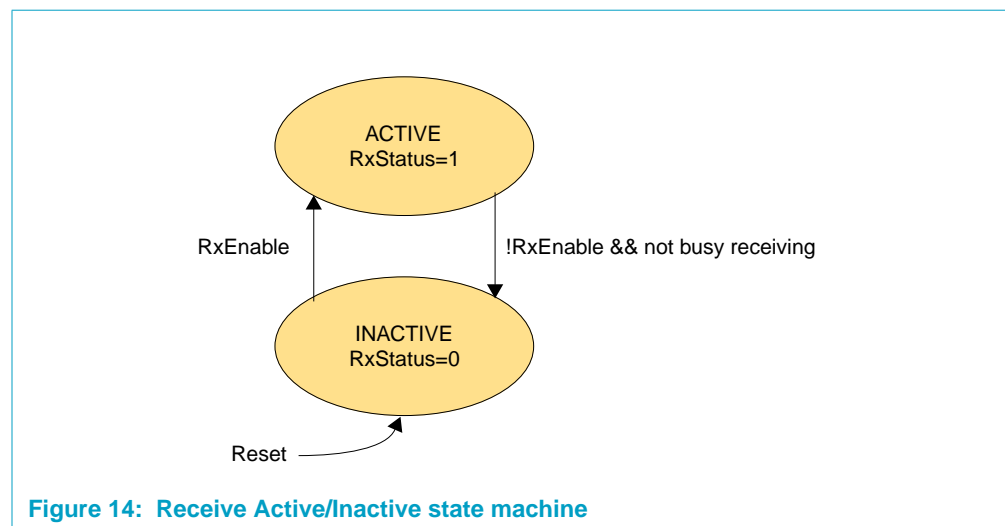 ACTIVE
RxStatus=1
RxEnable
!RxEnable && not busy receiving
INACTIVE
RxStatus=0
Reset
Figure 14: Receive Active/Inactive state machine